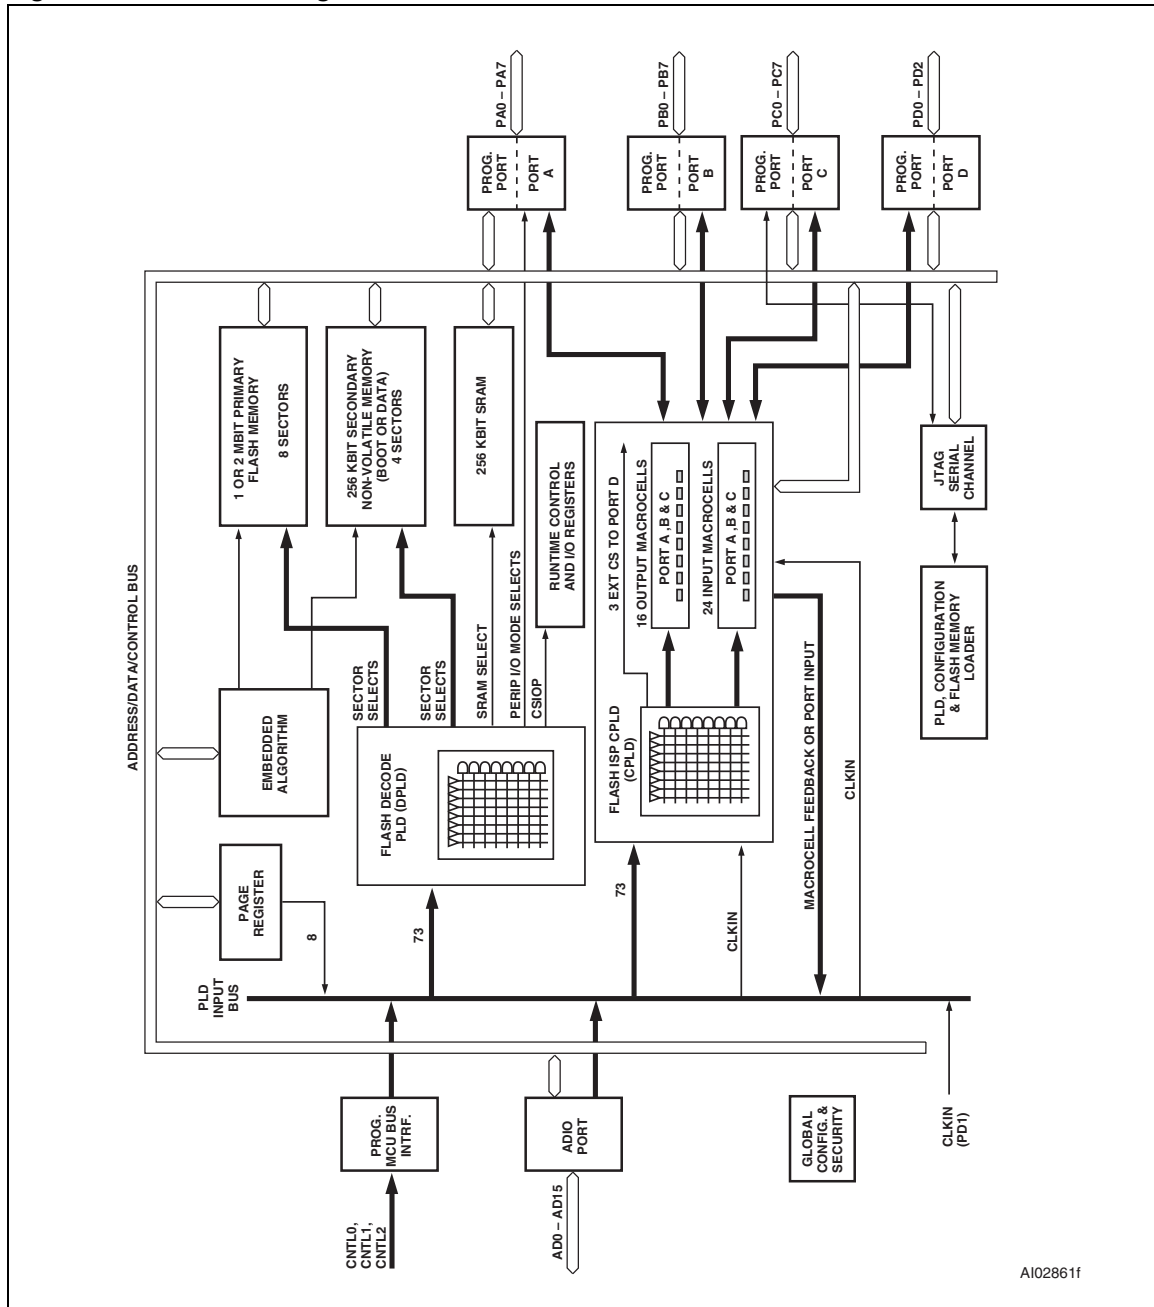 PA0 – PA7
PB0 – PB7
PC0 – PC7
PD0 – PD2
PROG.
PORT
PORT
A
PROG.
PORT
PORT
B
PROG.
PORT
PORT
C
PROG.
PORT
PORT
D
ADDRESS/DATA/CONTROL BUS
1 OR 2 MBIT PRIMARY
FLASH MEMORY
8 SECTORS
256 KBIT SECONDARY
NON-VOLATILE MEMORY
(BOOT OR DATA)
4 SECTORS
256 KBIT SRAM
RUNTIME CONTROL
AND I/O REGISTERS
3 EXT CS TO PORT D
16 OUTPUT MACROCELLS
PORT A ,B & C
24 INPUT MACROCELLS
PORT A ,B & C
JTAG
SERIAL
CHANNEL
PLD, CONFIGURATION
& FLASH MEMORY
LOADER
EMBEDDED
ALGORITHM
SECTOR
SELECTS
SECTOR
SELECTS
SRAM SELECT
PERIP I/O MODE SELECTS
CSIOP
FLASH DECODE
PLD (DPLD)
FLASH ISP CPLD
(CPLD)
MACROCELL FEEDBACK OR PORT INPUT
CLKIN
PAGE
REGISTER
8
73
73
CLKIN
PLD
INPUT
BUS
PROG.
MCU BUS
INTRF.
ADIO
PORT
GLOBAL
CONFIG. &
SECURITY
CLKIN
(PD1)
CNTL0,
CNTL1,
CNTL2
AD0 – AD15
AI02861f